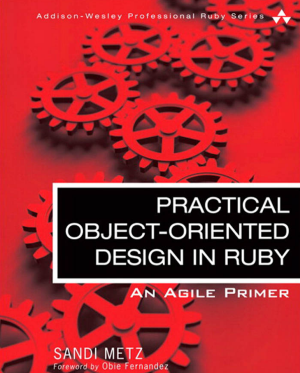 Addison-Wesley Professional Ruby Series
PRACTICAL
OBJECT-ORIENTED
DESIGN IN RUBY
AN AGILE PRIMER
SANDI METZ
Foreword by Obie Fernandez